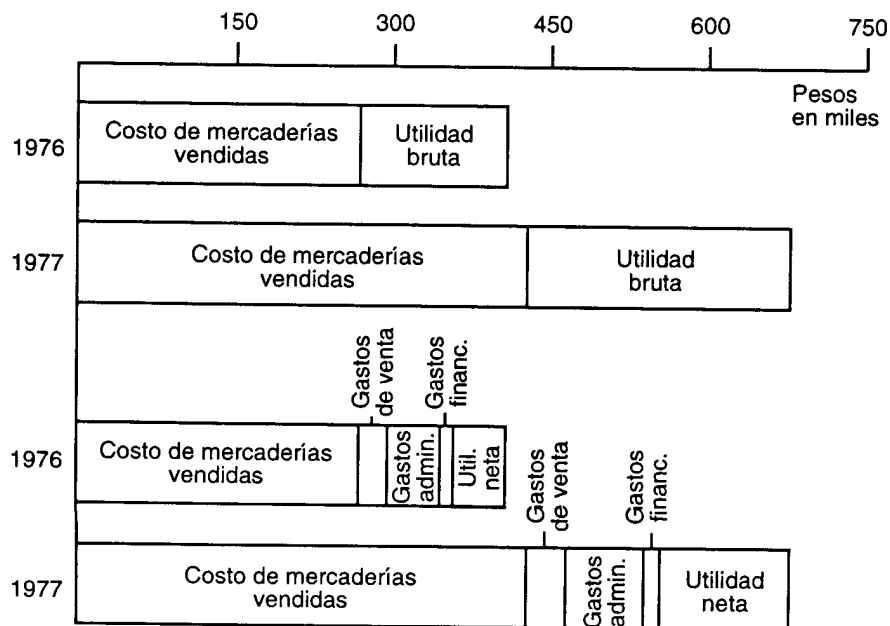 150 300 450 600 750
Pesos
en miles
1976
Costo de mercaderías
vendidas
Utilidad
bruta
1977
Costo de mercaderías
vendidas
Utilidad
bruta
Gastos
de venta
Gastos
financ.
1976
Costo de mercaderías
vendidas
Gastos
admin.
Util.
neta
Gastos
de venta
Gastos
financ.
1977
Costo de mercaderías
vendidas
Gastos
admin.
Utilidad
neta